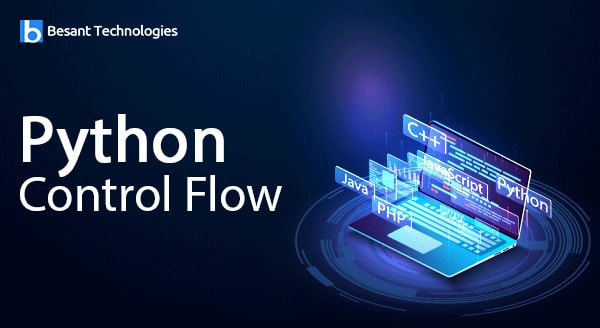 b Besant Technologies
Python
Control Flow
C++
JavaScript
Python
Java
PHP